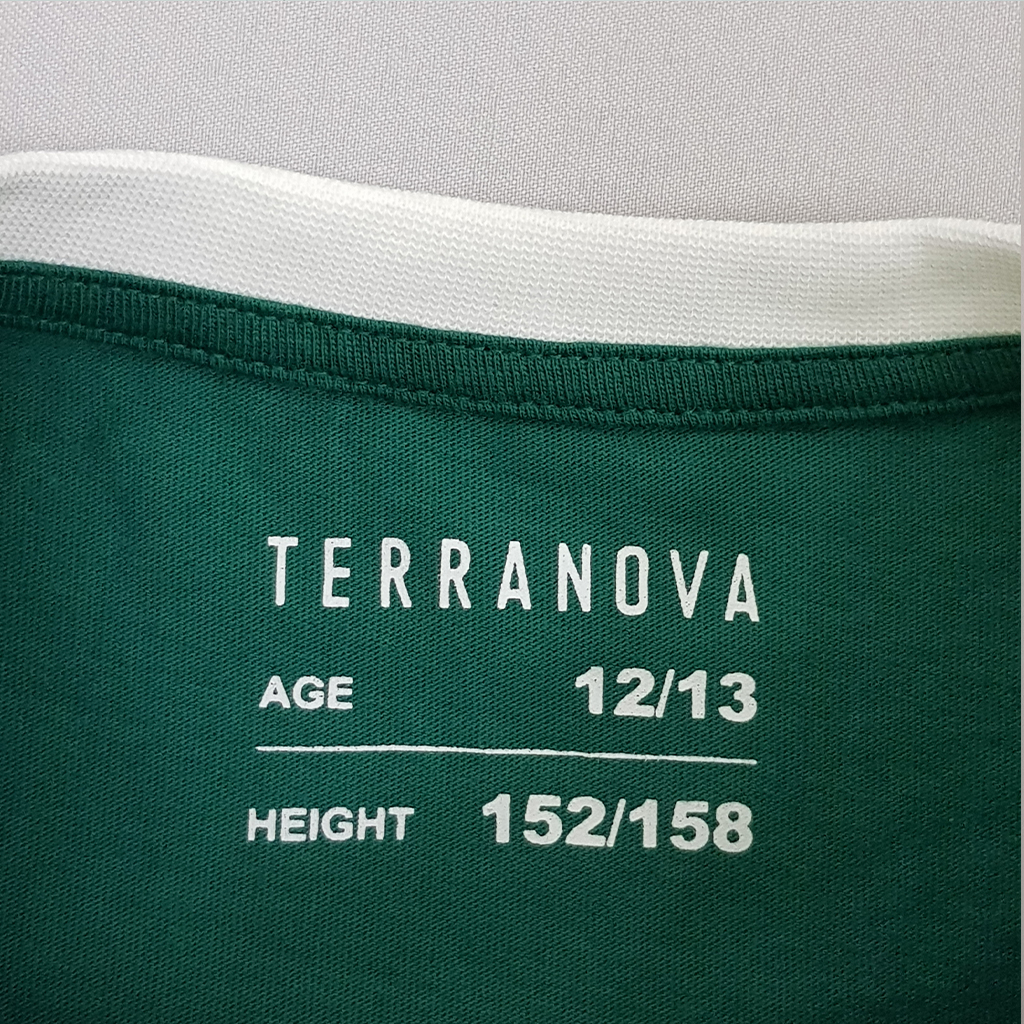 TERRANOVA
AGE 12/13
HEIGHT 152/158